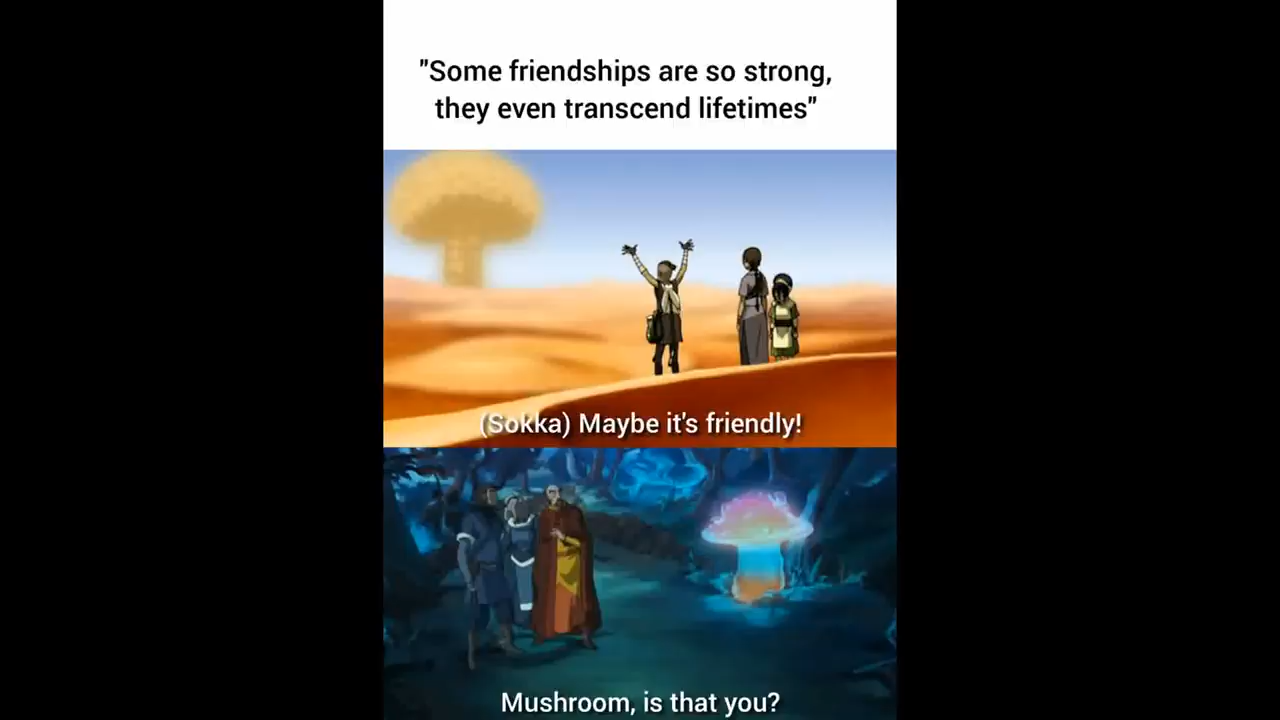 "Some friendships are so strong,
they even transcend lifetimes"
(Sokka) Maybe it's friendly!
Mushroom, is that you?